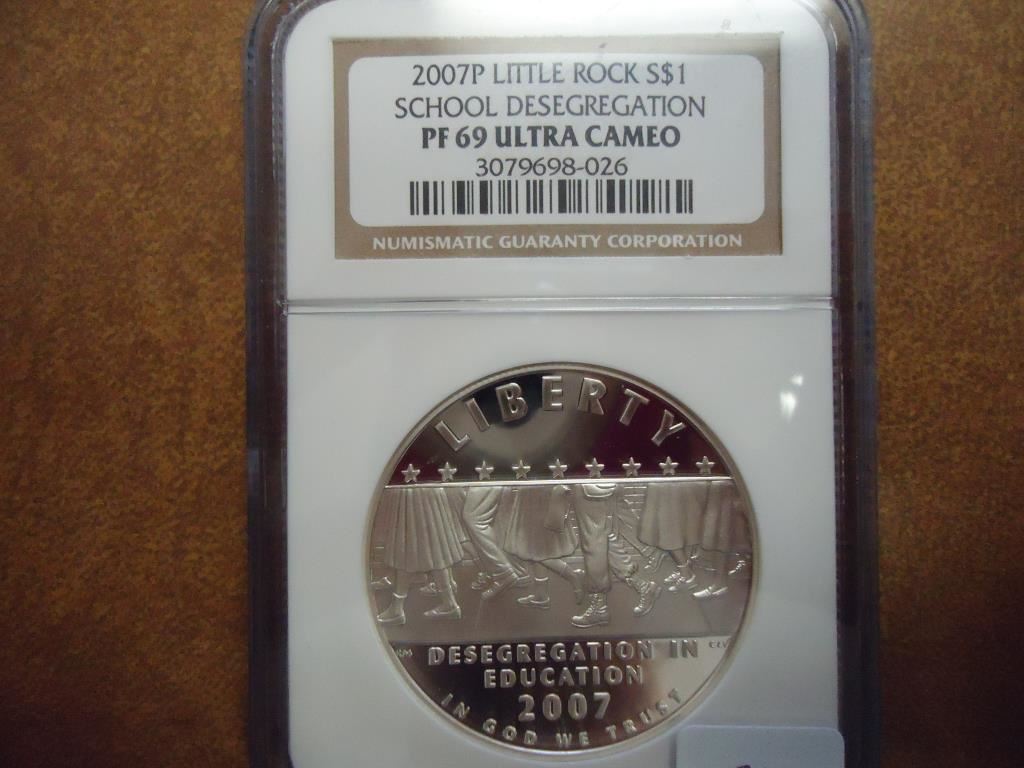 2007P LITTLE ROCK S$1
SCHOOL DESEGREGATION
PF 69 ULTRA CAMEO
3079698-026
NUMISMATIC GUARANTY CORPORATION
LIBERTY
DESEGREGATION IN
EDUCATION
2007
IN GOD WE TRUST